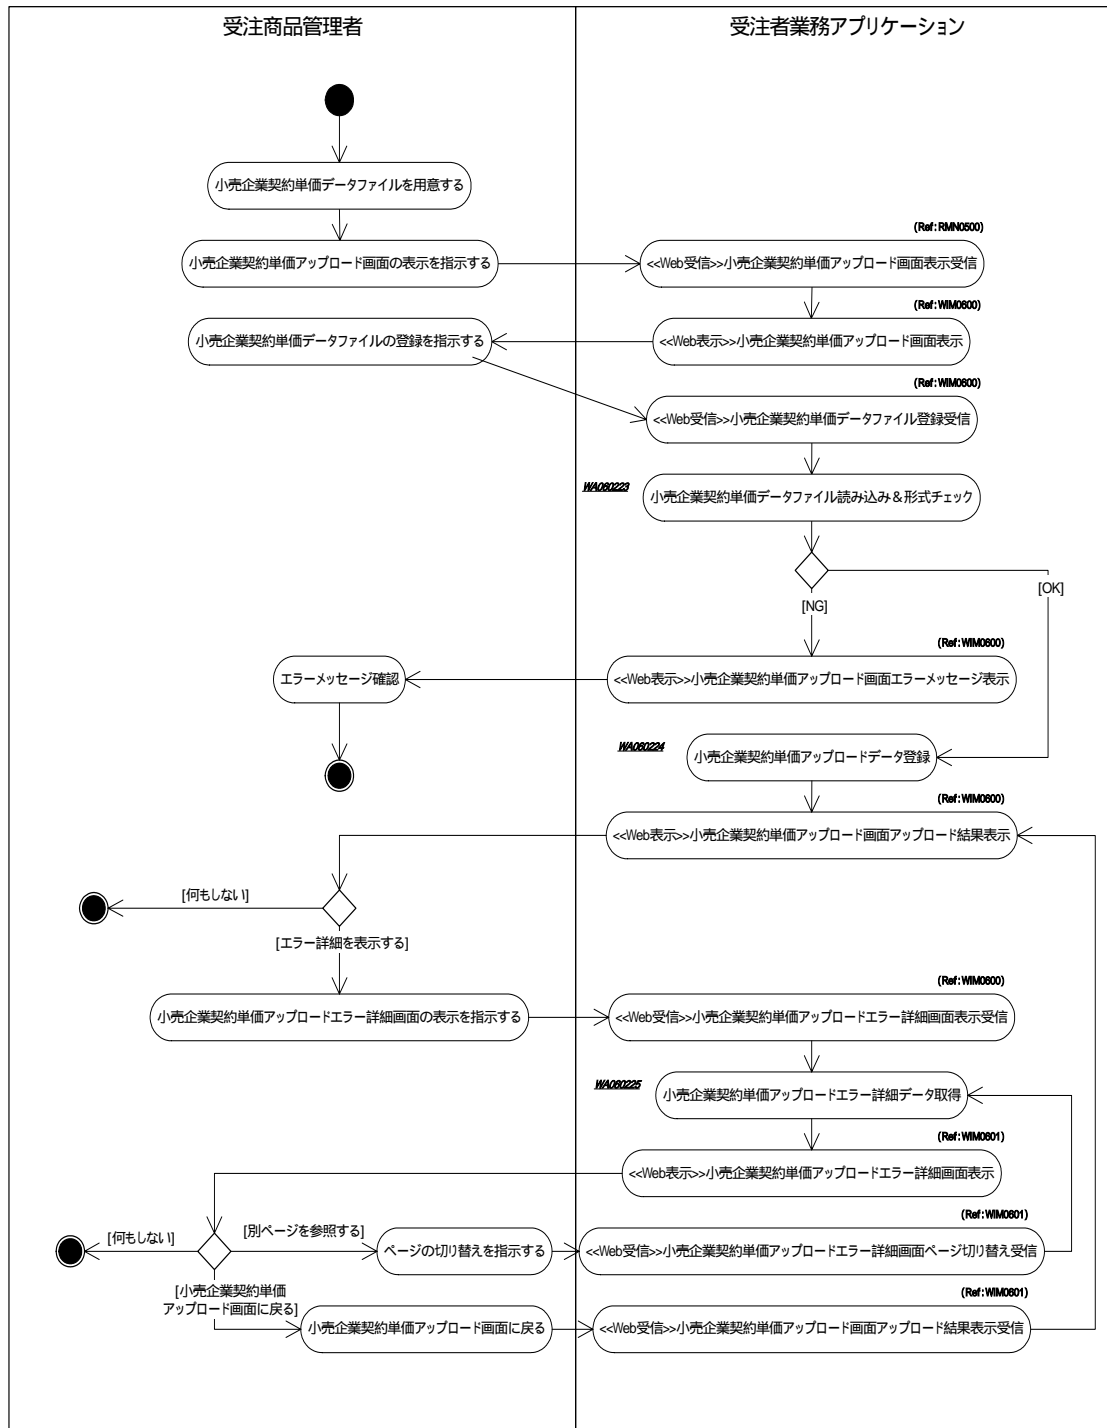 受注商品管理者
受注者業務アプリケーション
小売企業契約単価データファイルを用意する
(Ref:RMN0500)
小売企業契約単価アップロード画面の表示を指示する
<<Web受信>>小売企業契約単価アップロード画面表示受信
(Ref:WIM0600)
小売企業契約単価データファイルの登録を指示する
<<Web表示>>小売企業契約単価アップロード画面表示
(Ref:WIM0600)
<<Web受信>>小売企業契約単価データファイル登録受信
WA060223
小売企業契約単価データファイル読み込み＆形式チェック
[OK]
[NG]
(Ref:WIM0600)
エラーメッセージ確認
<<Web表示>>小売企業契約単価アップロード画面エラーメッセージ表示
WA060224
小売企業契約単価アップロードデータ登録
(Ref:WIM0600)
<<Web表示>>小売企業契約単価アップロード画面アップロード結果表示
[何もしない]
[エラー詳細を表示する]
(Ref:WIM0600)
小売企業契約単価アップロードエラー詳細画面の表示を指示する
<<Web受信>>小売企業契約単価アップロードエラー詳細画面表示受信
WA060225
小売企業契約単価アップロードエラー詳細データ取得
(Ref:WIM0601)
<<Web表示>>小売企業契約単価アップロードエラー詳細画面表示
(Ref:WIM0601)
[何もしない]
[別ページを参照する]
ページの切り替えを指示する
<<Web受信>>小売企業契約単価アップロードエラー詳細画面ページ切り替え受信
(Ref:WIM0601)
[小売企業契約単価
アップロード画面に戻る]
小売企業契約単価アップロード画面に戻る
<<Web受信>>小売企業契約単価アップロード画面アップロード結果表示受信